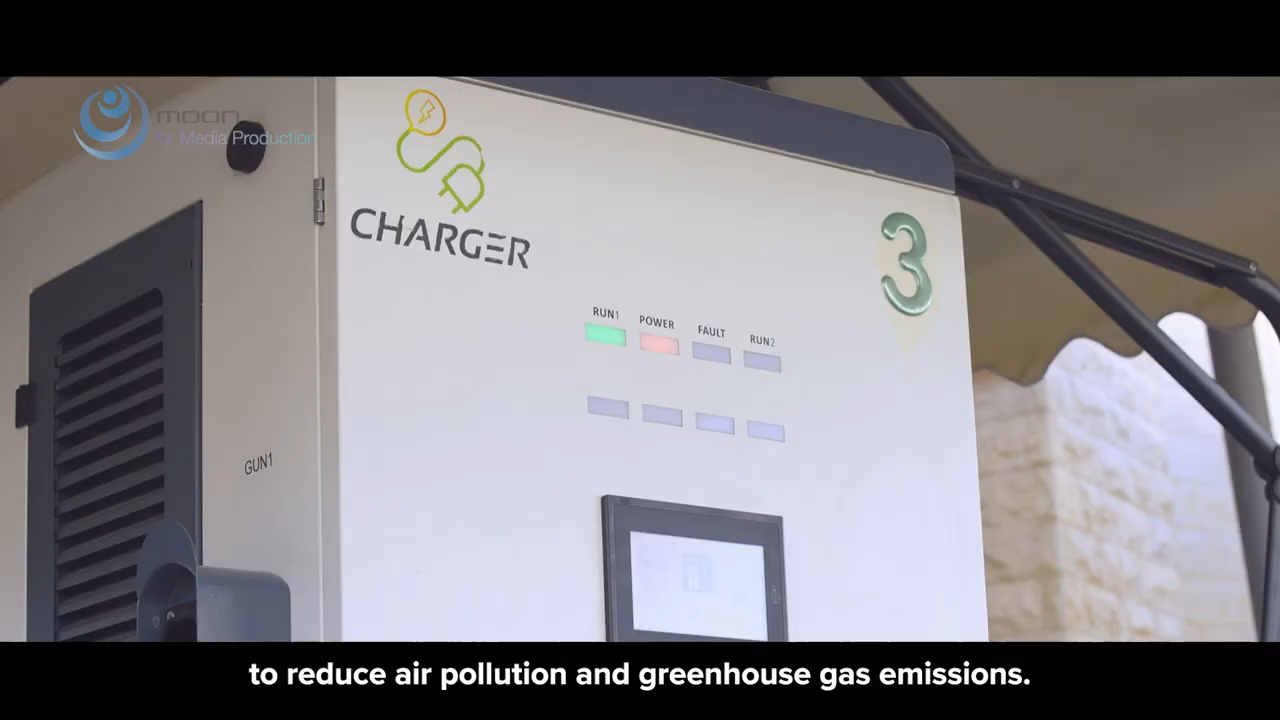 moon
for Media Production
CHARGER
3
RUN1 POWER FAULT RUN2
GUN1
to reduce air pollution and greenhouse gas emissions.